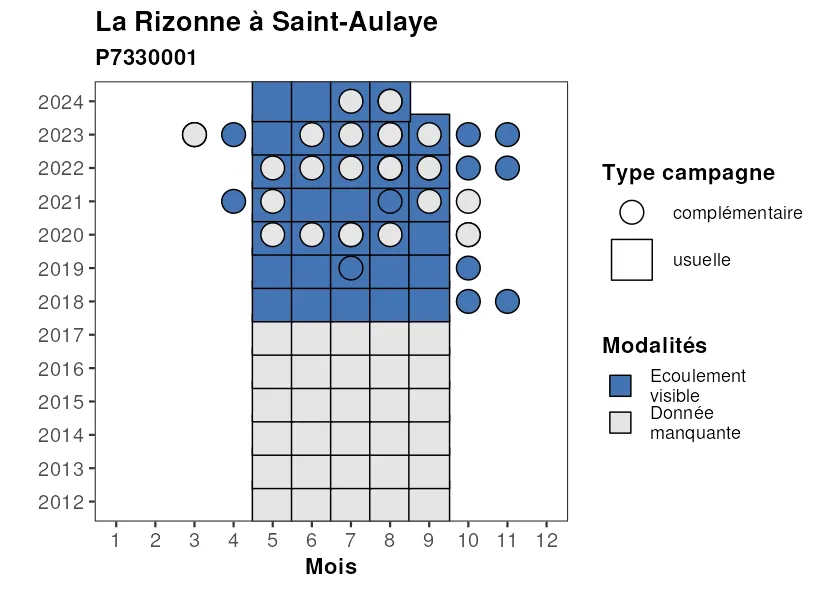 La Rizonne à Saint-Aulaye
P7330001
2024
2023
2022
2021
2020
2019
2018
2017
2016
2015
2014
2013
2012
1 2 3 4 5 6 7 8 9 10 11 12
Mois
Type campagne
complémentaire
usuelle
Modalités
Ecoulement
visible
Donnée
manquante